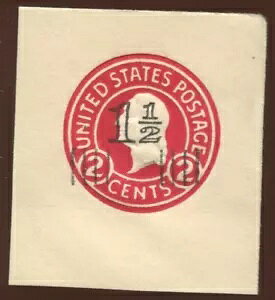 UNITED STATES POSTAGE
1 1/2
2 2
CENTS